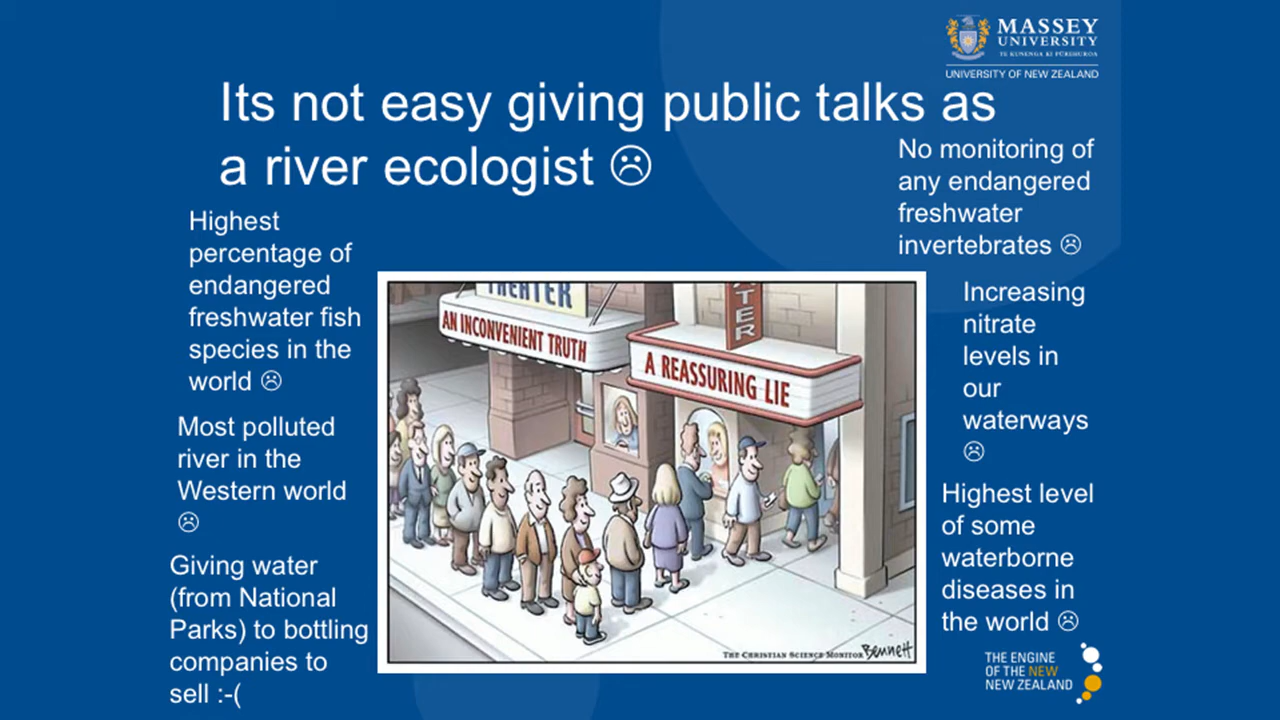 MASSEY
UNIVERSITY
TE KUNENGA KI PŪREHUROA
UNIVERSITY OF NEW ZEALAND
Its not easy giving public talks as
a river ecologist ☹
No monitoring of
any endangered
freshwater
invertebrates ☹
Highest
percentage of
endangered
freshwater fish
species in the
world ☹
Increasing
nitrate
levels in
our
waterways
☹
Most polluted
river in the
Western world
☹
Highest level
of some
waterborne
diseases in
the world ☹
Giving water
(from National
Parks) to bottling
companies to
sell :-(
THEATER
AN INCONVENIENT TRUTH
ATER
A REASSURING LIE
THE CHRISTIAN SCIENCE MONITOR Bennett
THE ENGINE
OF THE NEW
NEW ZEALAND